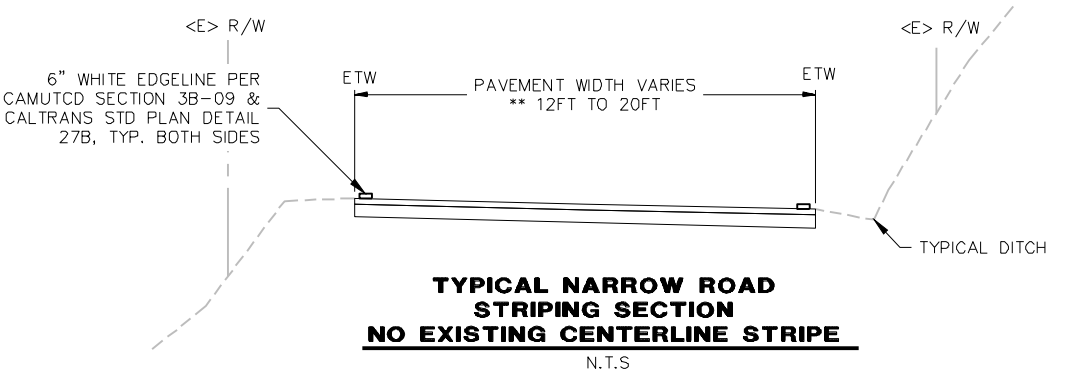 <E> R/W
<E> R/W
6” WHITE EDGELINE PER
CAMUTCD SECTION 3B-09 &
CALTRANS STD PLAN DETAIL
27B, TYP. BOTH SIDES
ETW
PAVEMENT WIDTH VARIES
** 12FT TO 20FT
ETW
TYPICAL DITCH
TYPICAL NARROW ROAD
STRIPING SECTION
NO EXISTING CENTERLINE STRIPE
N.T.S